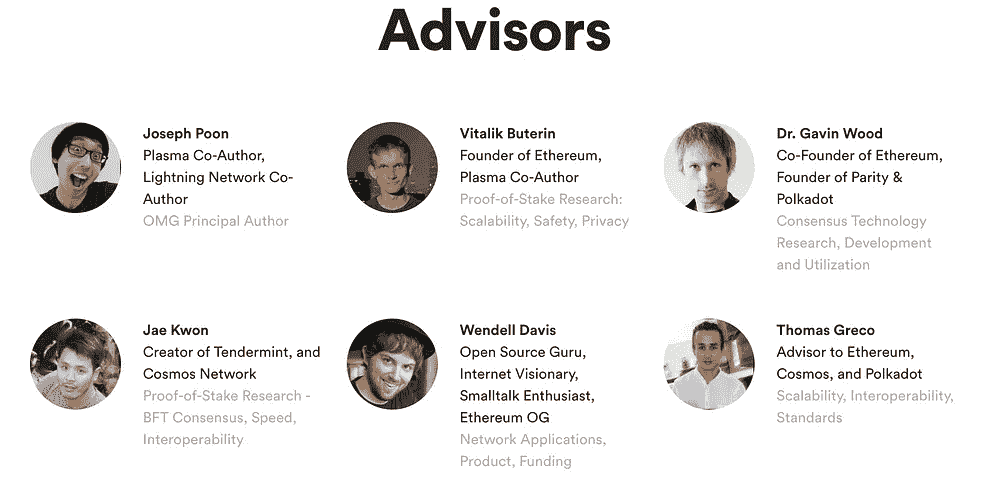 Advisors
Joseph Poon
Plasma Co-Author,
Lightning Network Co-
Author
OMG Principal Author
Vitalik Buterin
Founder of Ethereum,
Plasma Co-Author
Proof-of-Stake Research:
Scalability, Safety, Privacy
Dr. Gavin Wood
Co-Founder of Ethereum,
Founder of Parity &
Polkadot
Consensus Technology
Research, Development
and Utilization
Jae Kwon
Creator of Tendermint, and
Cosmos Network
Proof-of-Stake Research -
BFT Consensus, Speed,
Interoperability
Wendell Davis
Open Source Guru,
Internet Visionary,
Smalltalk Enthusiast,
Ethereum OG
Network Applications,
Product, Funding
Thomas Greco
Advisor to Ethereum,
Cosmos, and Polkadot
Scalability, Interoperability,
Standards